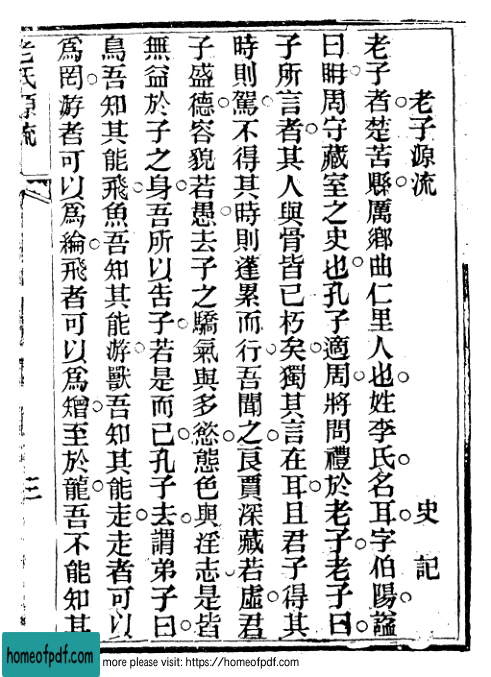 老子源流 史記
老子者楚苦縣厲鄉曲仁里人也姓李氏名耳字伯陽謚
曰耼周守藏室之史也孔子適周將問禮於老子老子曰
子所言者其人與骨皆已朽矣獨其言在耳且君子得其
時則駕不得其時則蓬累而行吾聞之良賈深藏若虛君
子盛德容貌若愚去子之驕氣與多慾態色與淫志是皆
無益於子之身吾所以告子若是而已孔子去謂弟子曰
鳥吾知其能飛魚吾知其能游獸吾知其能走走者可以
爲罔游者可以爲綸飛者可以爲矰至於龍吾不能知其
老氏源流 三
homeofpdf.com
more please visit: https://homeofpdf.com